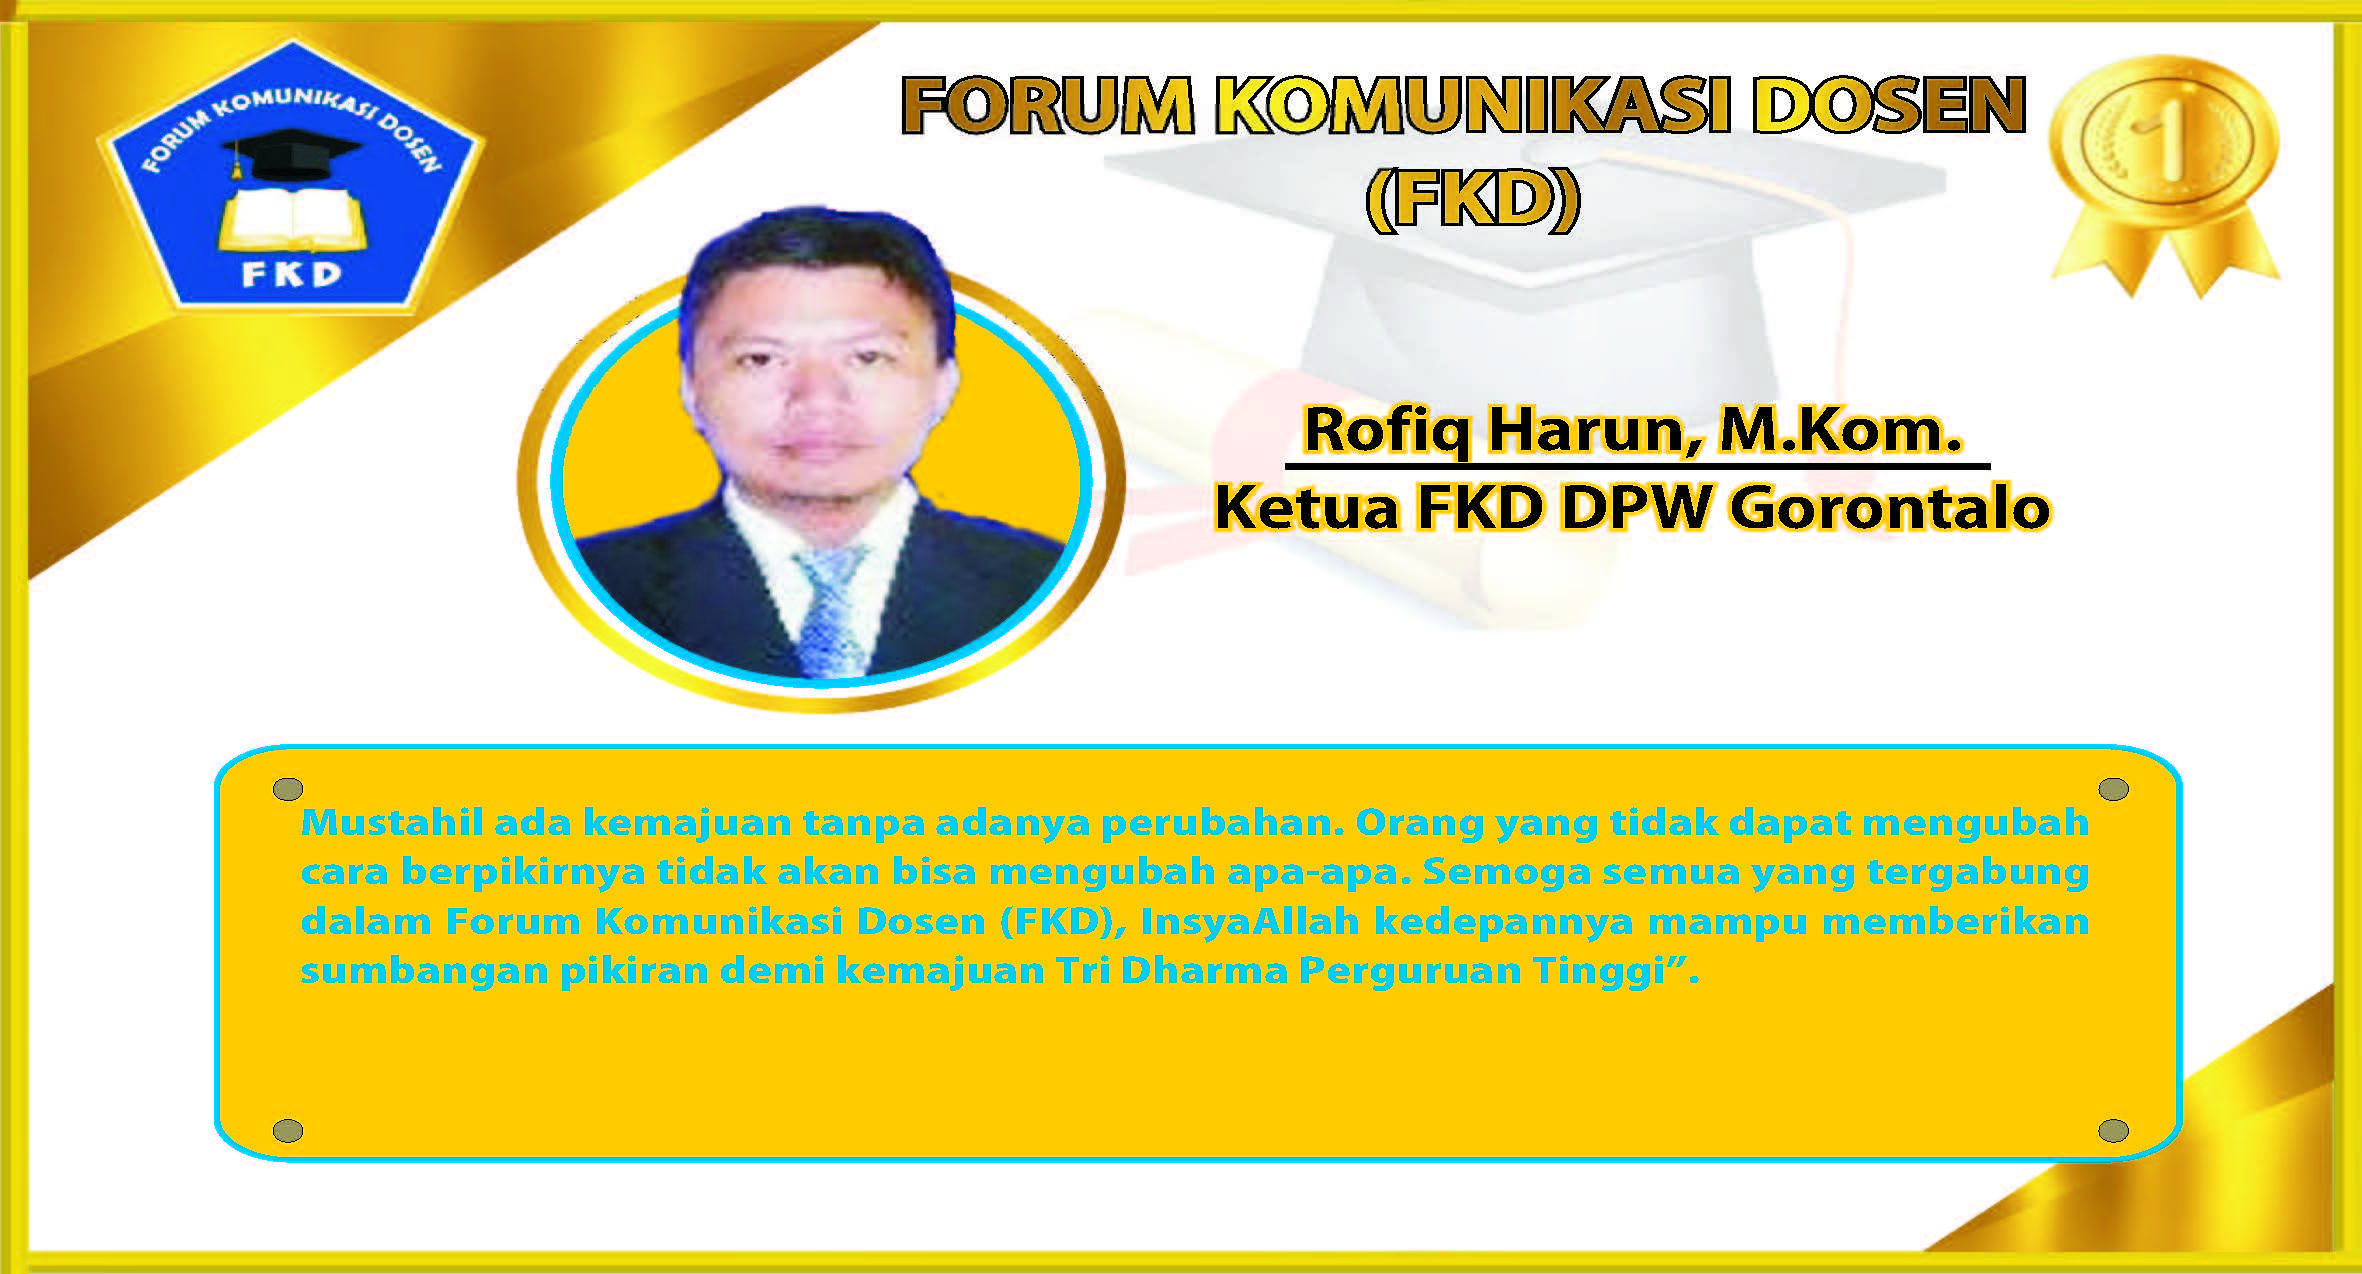 FORUM KOMUNIKASI DOSEN
FKD
FORUM KOMUNIKASI DOSEN
(FKD)
1
Rofiq Harun, M.Kom.
Ketua FKD DPW Gorontalo
Mustahil ada kemajuan tanpa adanya perubahan. Orang yang tidak dapat mengubah
cara berpikirnya tidak akan bisa mengubah apa-apa. Semoga semua yang tergabung
dalam Forum Komunikasi Dosen (FKD), InsyaAllah kedepannya mampu memberikan
sumbangan pikiran demi kemajuan Tri Dharma Perguruan Tinggi”.